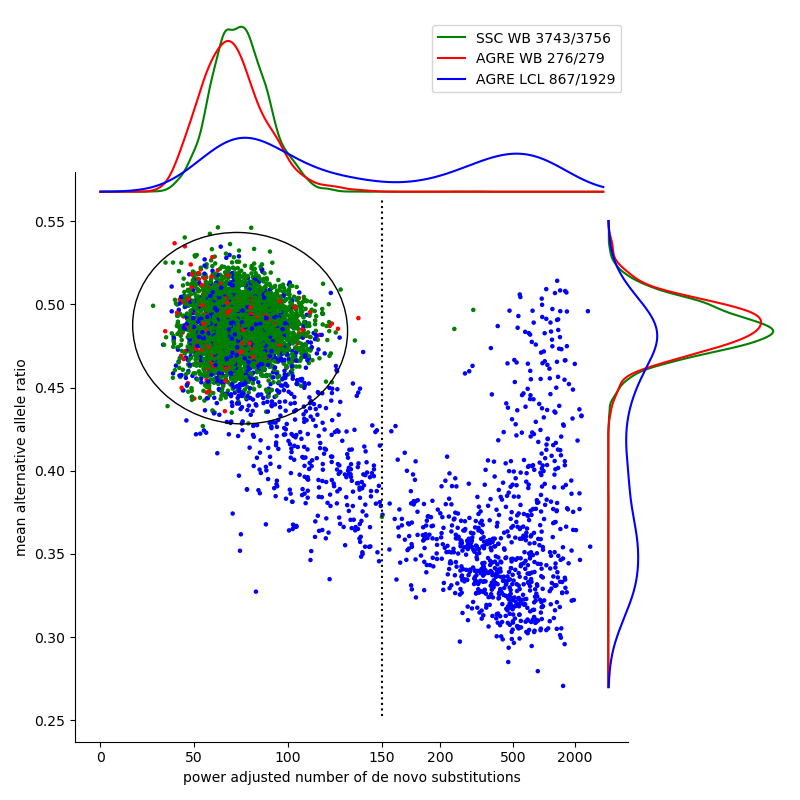 SSC WB 3743/3756
AGRE WB 276/279
AGRE LCL 867/1929
0.55
0.50
0.45
0.40
0.35
0.30
0.25
mean alternative allele ratio
0 50 100 150 200 500 2000
power adjusted number of de novo substitutions